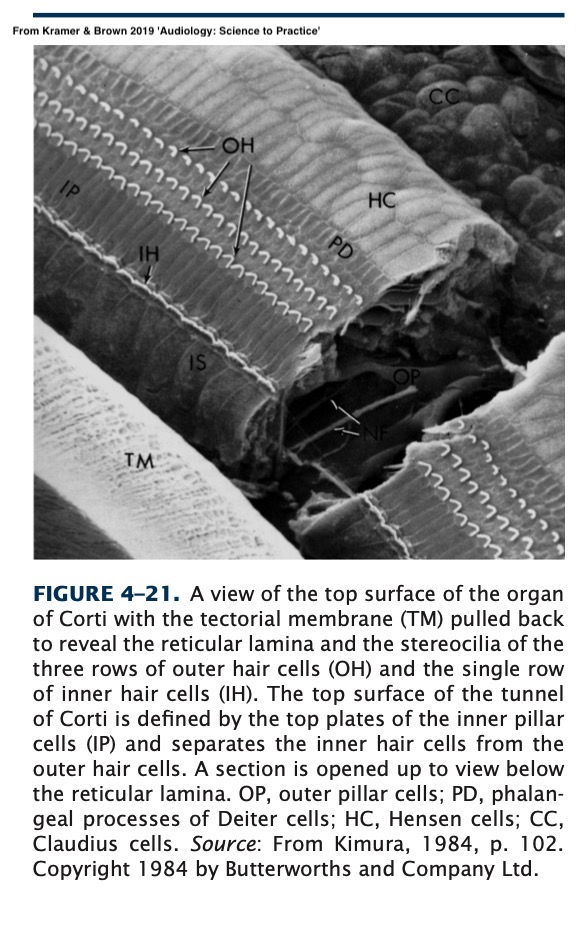 From Kramer & Brown 2019 'Audiology: Science to Practice'
CC
OH
IP
HC
PD
IH
IS
OP
NF
TM
FIGURE 4–21. A view of the top surface of the organ
of Corti with the tectorial membrane (TM) pulled back
to reveal the reticular lamina and the stereocilia of the
three rows of outer hair cells (OH) and the single row
of inner hair cells (IH). The top surface of the tunnel
of Corti is defined by the top plates of the inner pillar
cells (IP) and separates the inner hair cells from the
outer hair cells. A section is opened up to view below
the reticular lamina. OP, outer pillar cells; PD, phalan-
geal processes of Deiter cells; HC, Hensen cells; CC,
Claudius cells. Source: From Kimura, 1984, p. 102.
Copyright 1984 by Butterworths and Company Ltd.